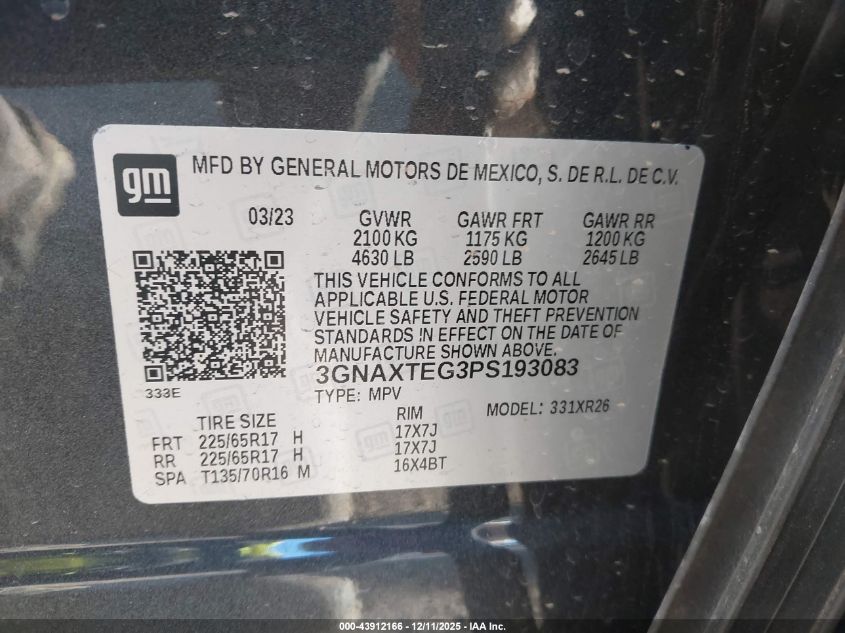 gm
MFD BY GENERAL MOTORS DE MEXICO, S. DE R.L. DE C.V.
03/23 GVWR GAWR FRT GAWR RR
2100 KG 1175 KG 1200 KG
4630 LB 2590 LB 2645 LB
THIS VEHICLE CONFORMS TO ALL
APPLICABLE U.S. FEDERAL MOTOR
VEHICLE SAFETY AND THEFT PREVENTION
STANDARDS IN EFFECT ON THE DATE OF
MANUFACTURE SHOWN ABOVE.
3GNAXTEG3PS193083
333E
TYPE: MPV MODEL: 331XR26
TIRE SIZE RIM
FRT 225/65R17 H 17X7J
RR 225/65R17 H 17X7J
SPA T135/70R16 M 16X4BT
000-43912166 - 12/11/2025 - IAA Inc.